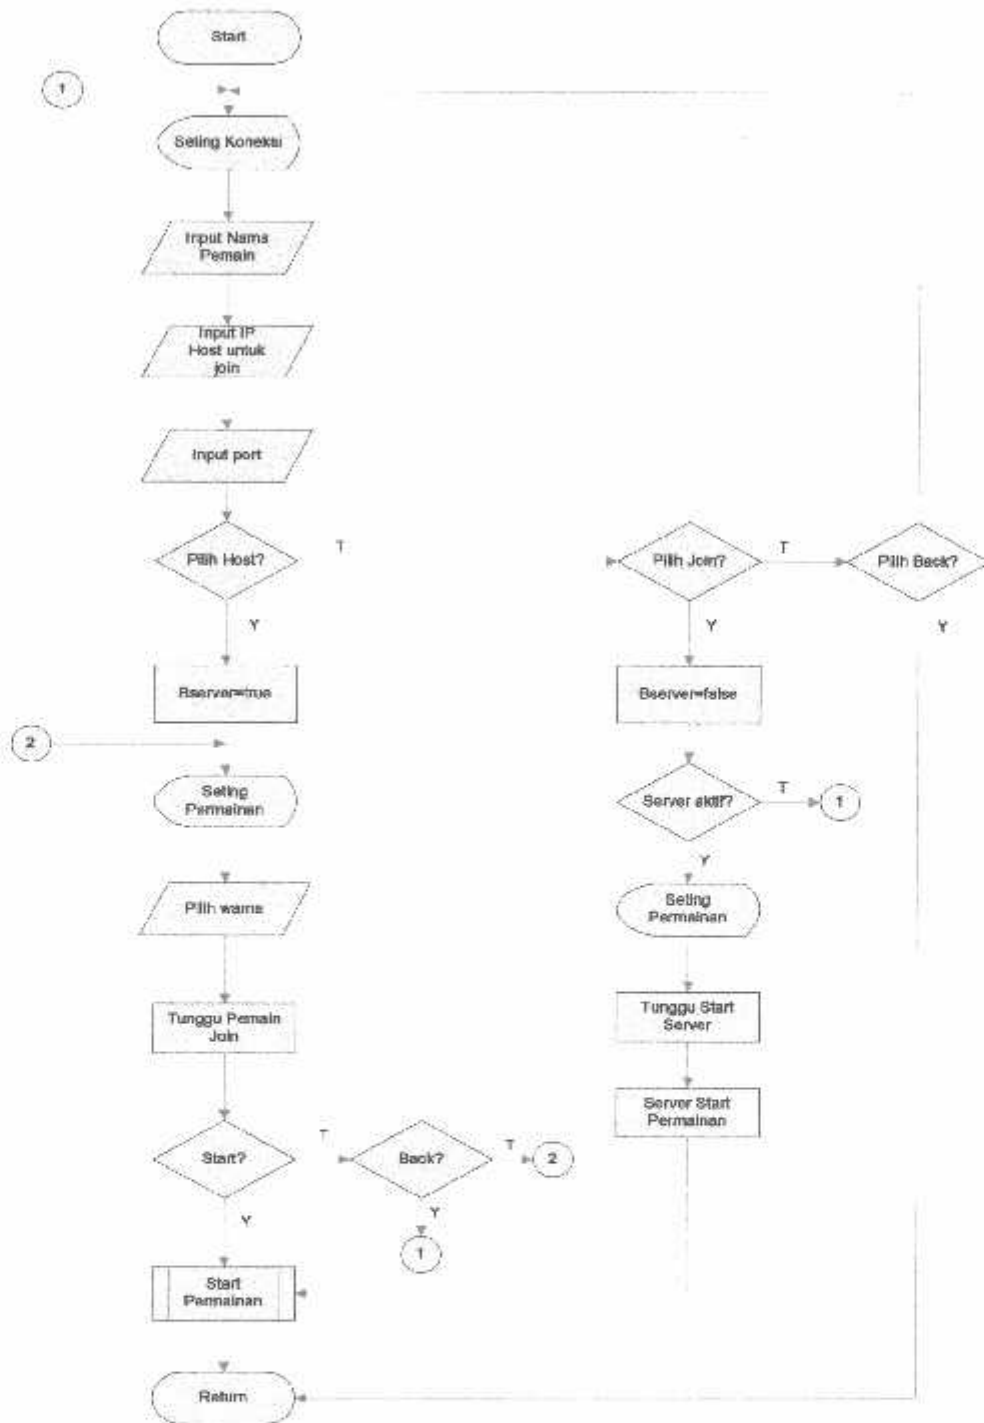 Start
1
Seting Koneksi
Input Nama
Pemain
Input IP
Host untuk
join
Input port
Pilih Host?
T
Pilih Join?
T
Pilih Back?
Y
Y
Y
Bserver=true
Bserver=false
2
Seting
Permainan
Server aktif?
T
1
Y
Pilih warna
Seting
Permainan
Tunggu Pemain
Join
Tunggu Start
Server
Server Start
Permainan
Start?
T
Back?
T
2
Y
Y
1
Start
Permainan
Return